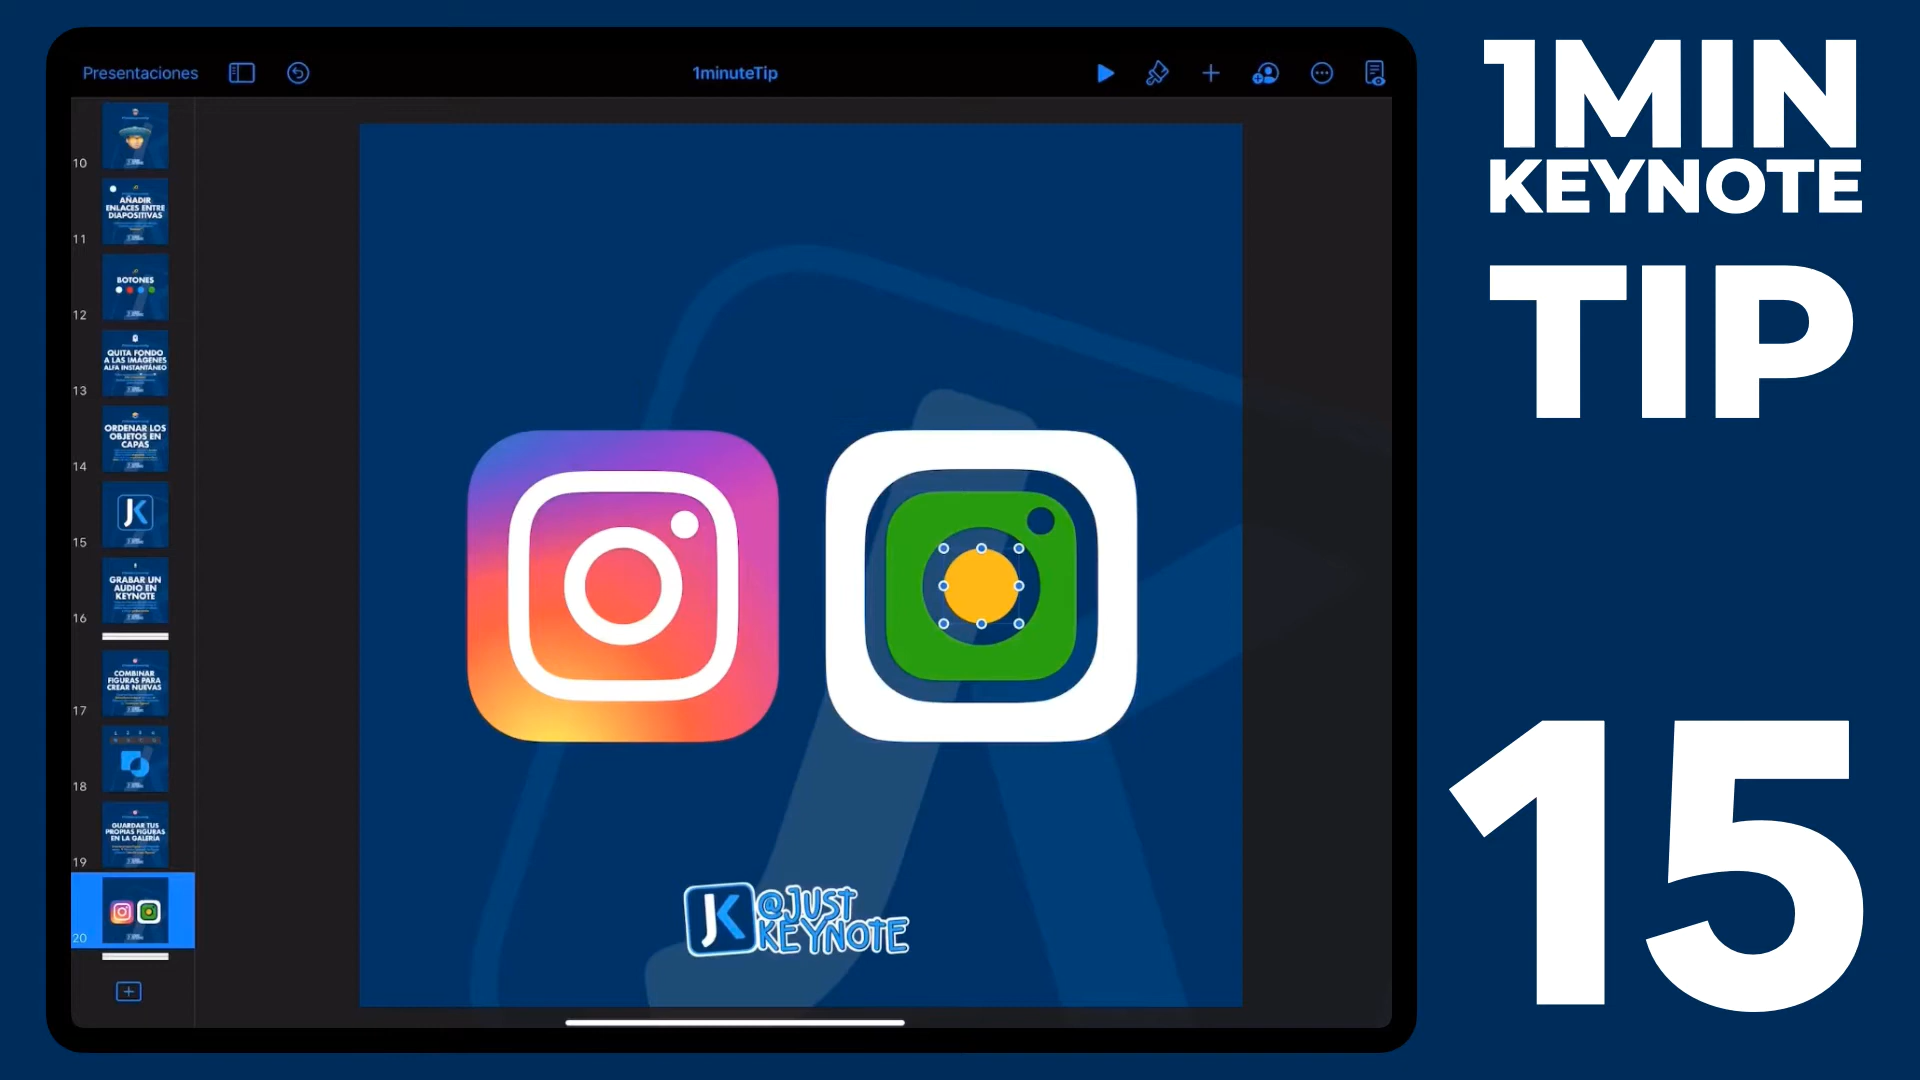 Presentaciones
1minuteTip
10
AÑADIR
ENLACES ENTRE
DIAPOSITIVAS
11
BOTONES
12
QUITA FONDO
A LAS IMÁGENES
ALFA INSTANTÁNEO
13
ORDENAR LOS
OBJETOS EN
CAPAS
14
JK
15
GRABAR UN
AUDIO EN
KEYNOTE
16
COMBINAR
FIGURAS PARA
CREAR NUEVAS
17
18
GUARDAR TUS
PROPIAS FIGURAS
EN LA GALERÍA
19
20
JK @JUST
KEYNOTE
1MIN
KEYNOTE
TIP
15